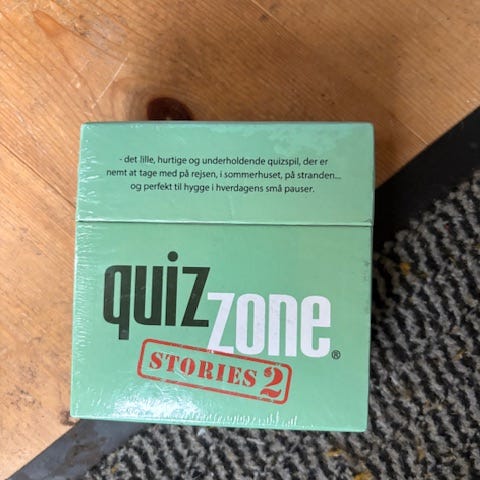 - det lille, hurtige og underholdende quizspil, der er
nemt at tage med på rejsen, i sommerhuset, på stranden...
og perfekt til hygge i hverdagens små pauser.
quiz
zone®
STORIES 2